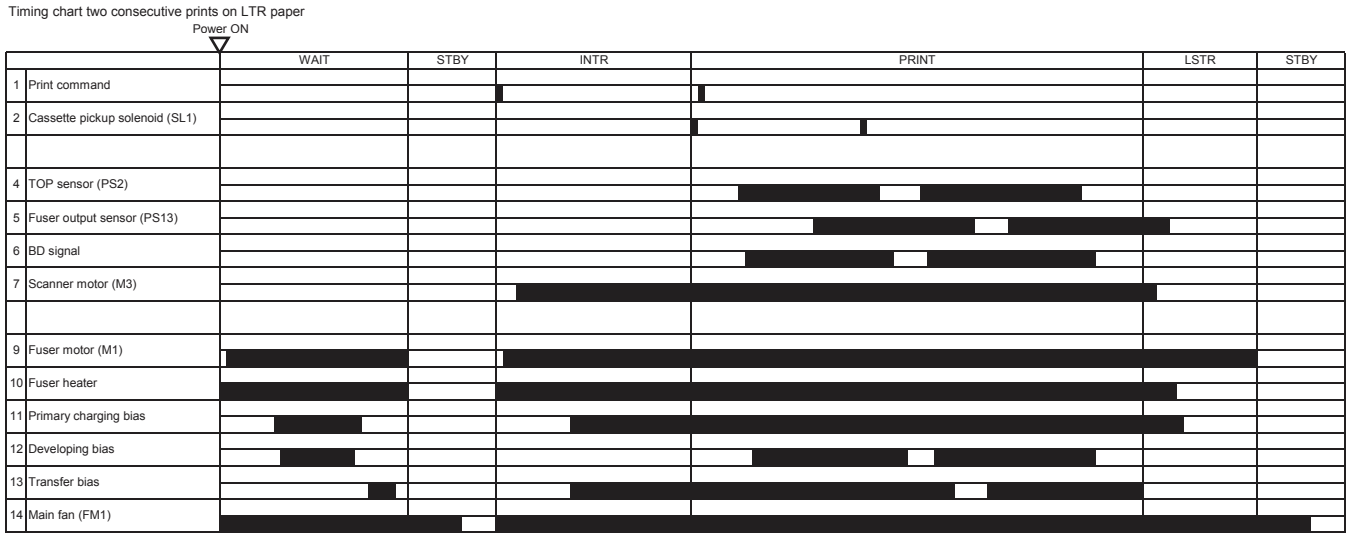 Timing chart two consecutive prints on LTR paper
Power ON
WAIT STBY INTR PRINT LSTR STBY
1 Print command
2 Cassette pickup solenoid (SL1)
4 TOP sensor (PS2)
5 Fuser output sensor (PS13)
6 BD signal
7 Scanner motor (M3)
9 Fuser motor (M1)
10 Fuser heater
11 Primary charging bias
12 Developing bias
13 Transfer bias
14 Main fan (FM1)